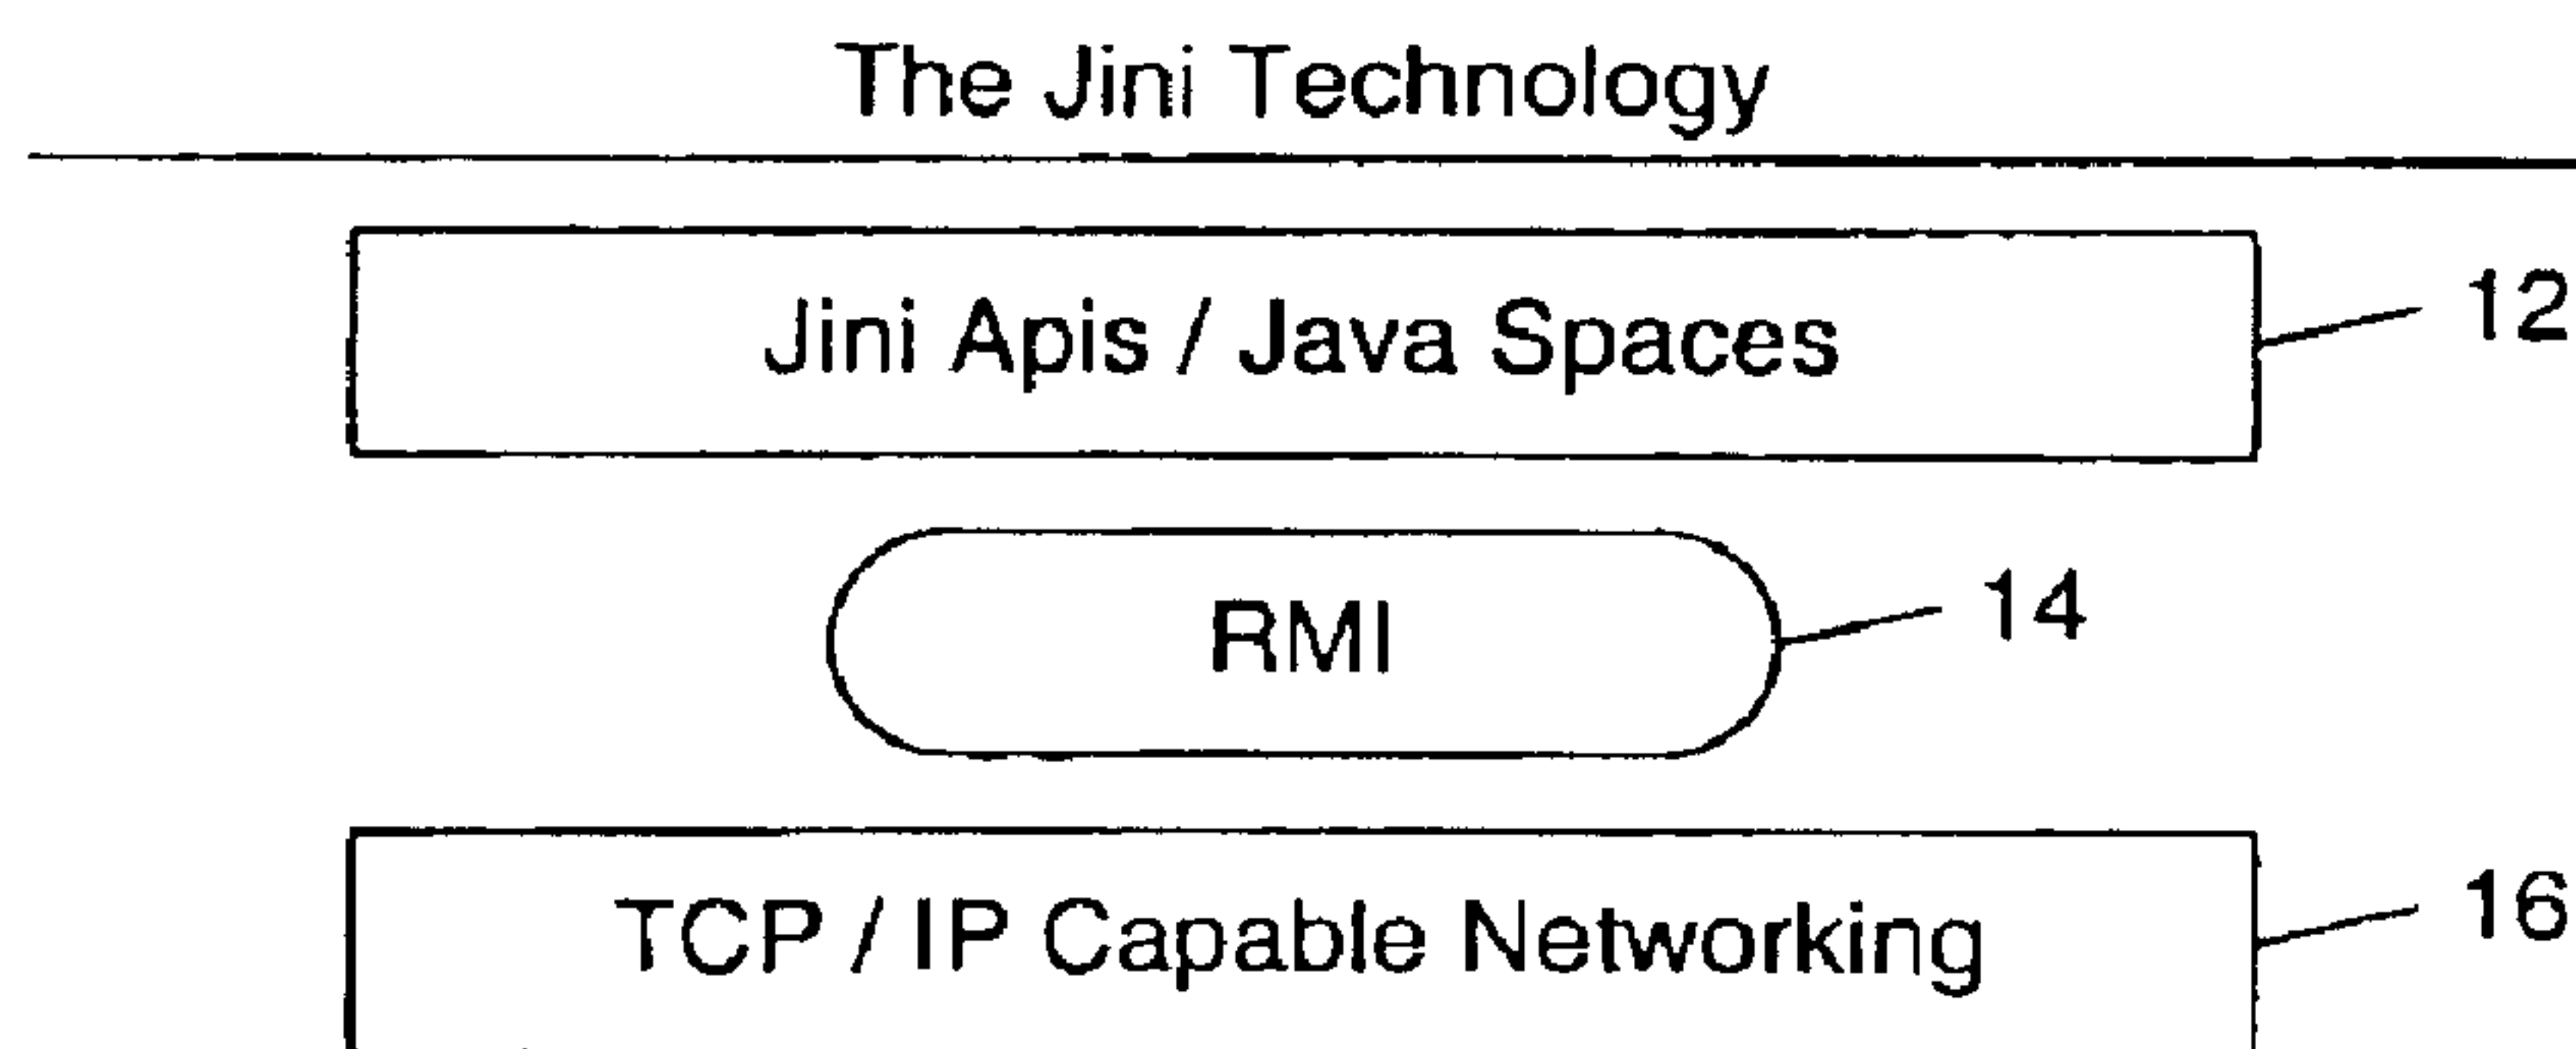 The Jini Technology
Jini Apis / Java Spaces
12
RMI
14
TCP / IP Capable Networking
16